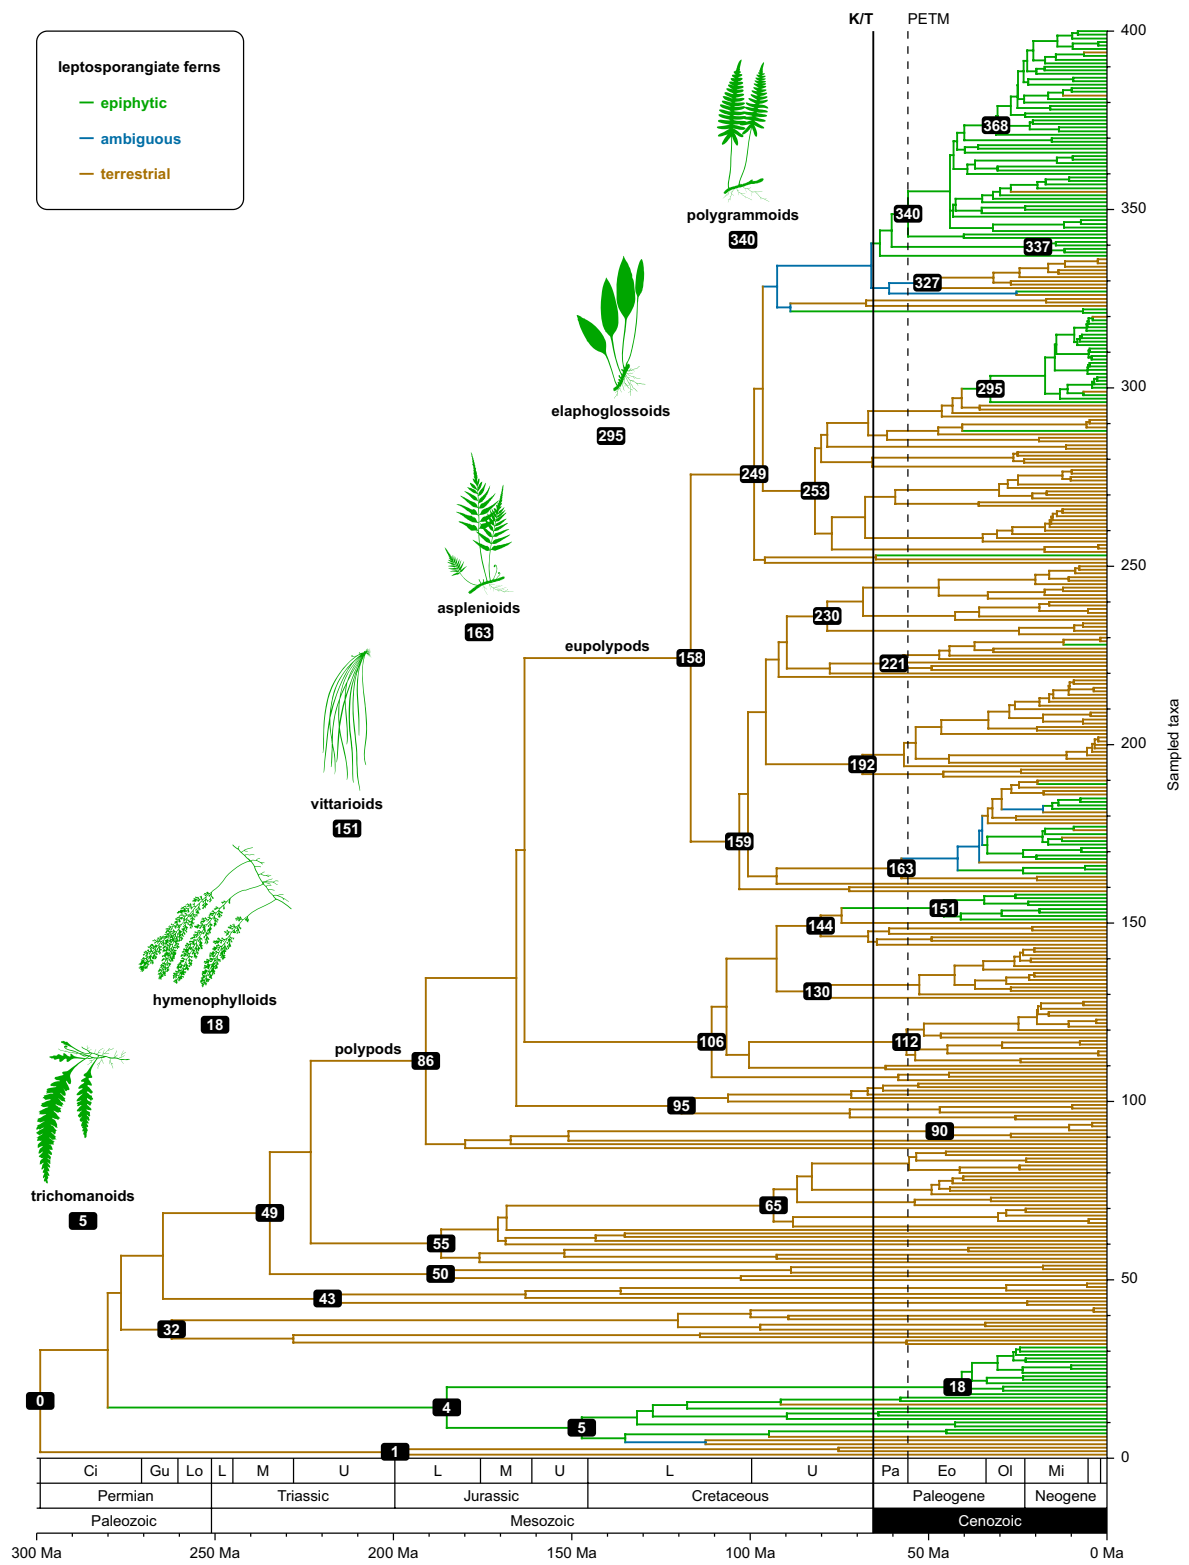 K/T
PETM
leptosporangiate ferns
epiphytic
ambiguous
terrestrial
400
368
polygrammoids
340
350
340
337
327
elaphoglossoids
295
300
295
249
253
asplenioids
163
250
eupolypods
158
230
221
Sampled taxa
200
192
vittarioids
151
159
163
151
150
144
130
hymenophylloids
18
polypods
86
106
112
100
95
90
trichomanoids
5
49
65
55
50
50
43
32
18
0
4
5
1
0
Ci Gu Lo L M U L M U L U Pa Eo Ol Mi
Permian Triassic Jurassic Cretaceous Paleogene Neogene
Paleozoic Mesozoic Cenozoic
300 Ma 250 Ma 200 Ma 150 Ma 100 Ma 50 Ma 0 Ma